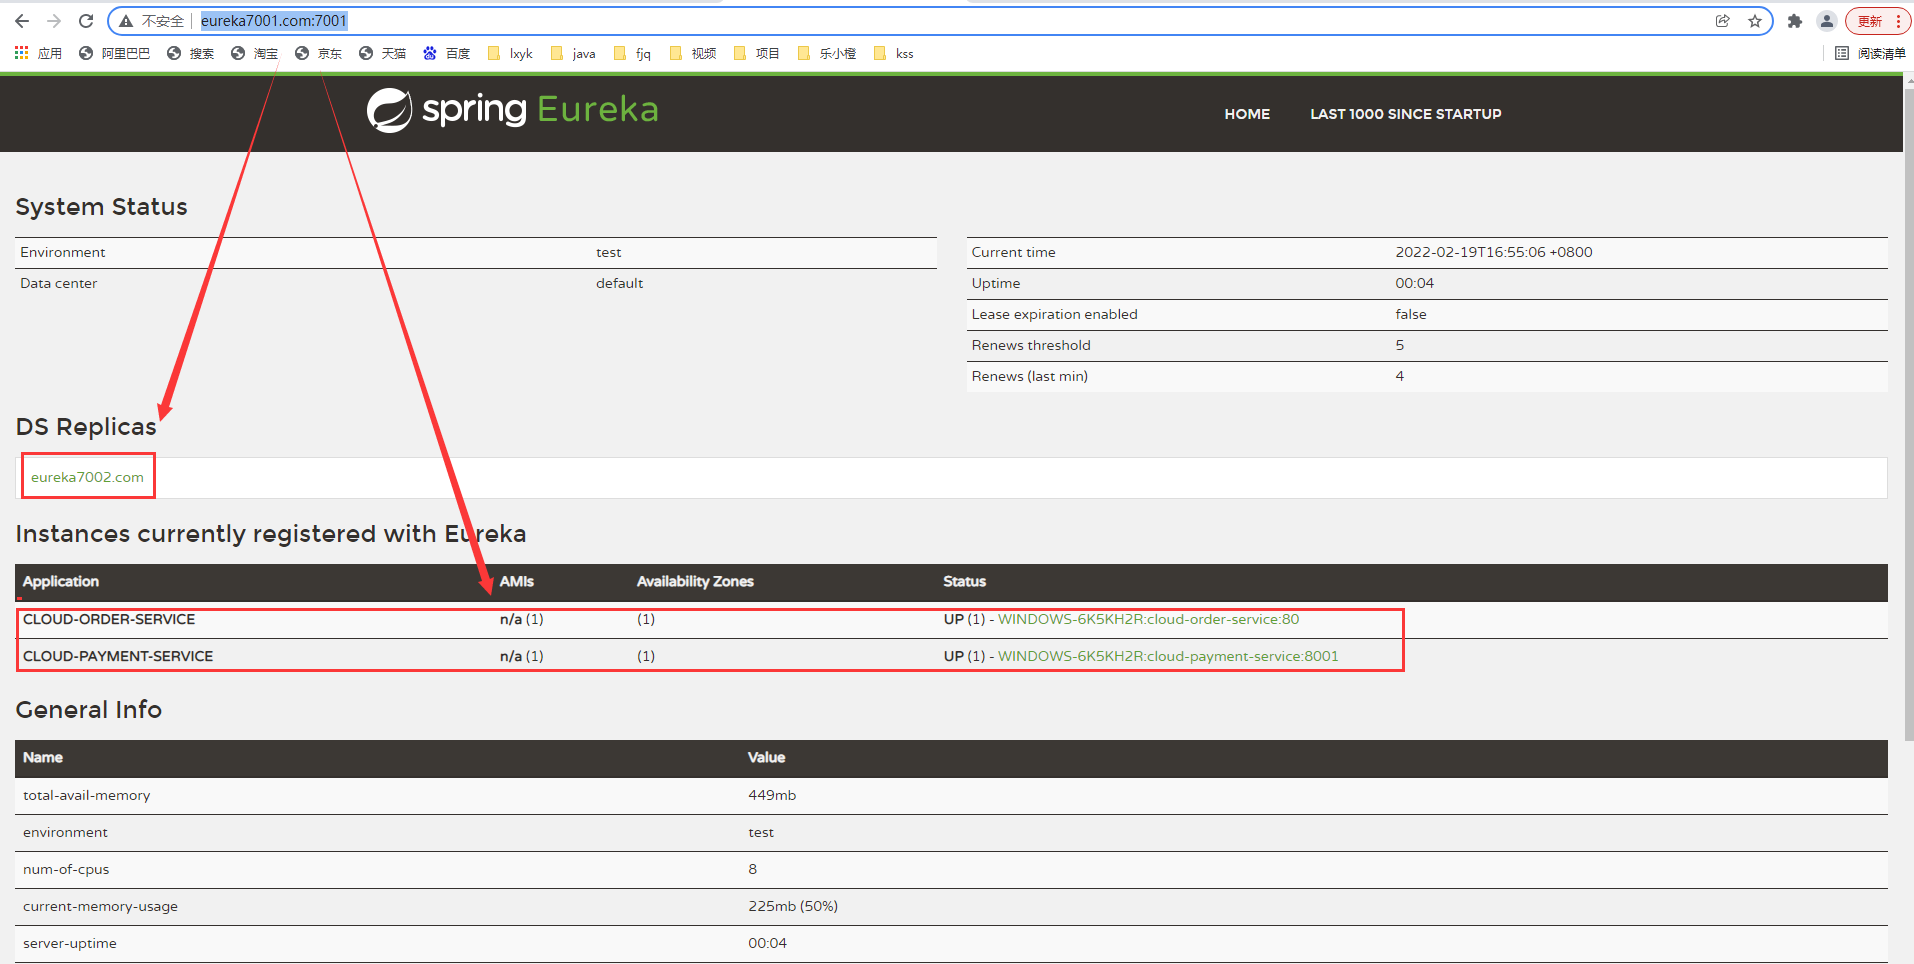 不安全 eureka7001.com:7001 更新
应用 阿里巴巴 搜索 淘宝 京东 天猫 百度 lxyk java fjq 视频 项目 乐小橙 kss 阅读清单
spring Eureka HOME LAST 1000 SINCE STARTUP
System Status
Environment test
Data center default
Current time 2022-02-19T16:55:06 +0800
Uptime 00:04
Lease expiration enabled false
Renews threshold 5
Renews (last min) 4
DS Replicas
eureka7002.com
Instances currently registered with Eureka
Application AMIs Availability Zones Status
CLOUD-ORDER-SERVICE n/a (1) (1) UP (1) - WINDOWS-6K5KH2R:cloud-order-service:80
CLOUD-PAYMENT-SERVICE n/a (1) (1) UP (1) - WINDOWS-6K5KH2R:cloud-payment-service:8001
General Info
Name Value
total-avail-memory 449mb
environment test
num-of-cpus 8
current-memory-usage 225mb (50%)
server-uptime 00:04